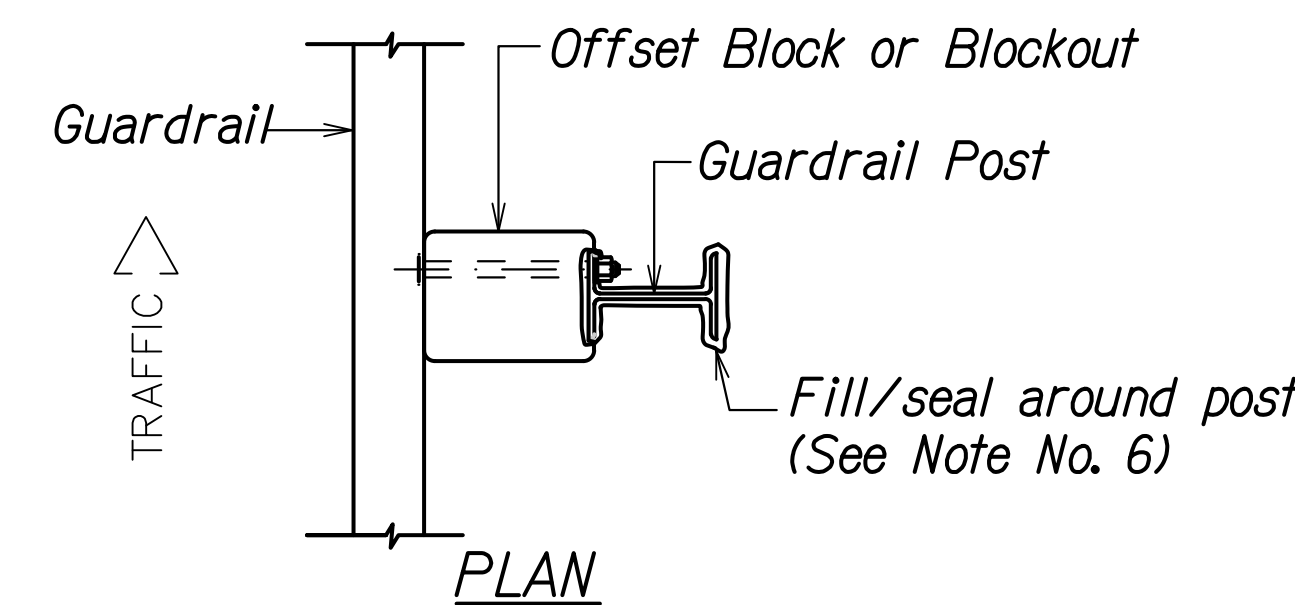 Offset Block or Blockout
Guardrail
Guardrail Post
TRAFFIC
Fill/seal around post
(See Note No. 6)
PLAN